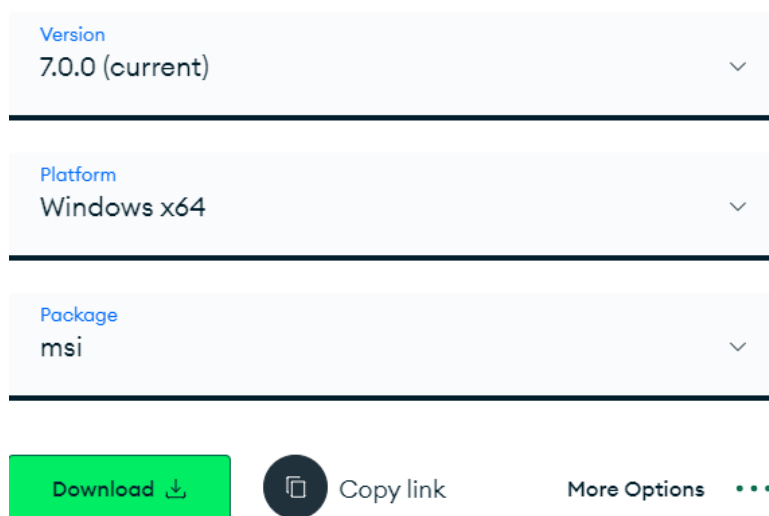 Version
7.0.0 (current)
Platform
Windows x64
Package
msi
Download
Copy link
More Options